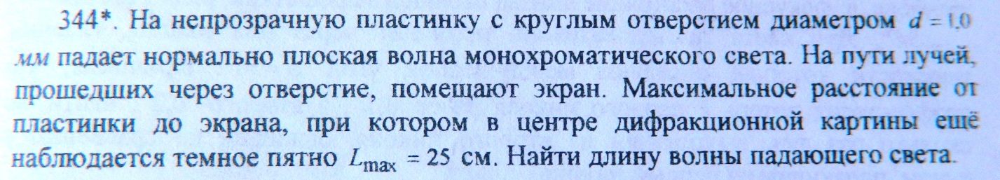 344*. На непрозрачную пластинку с круглым отверстием диаметром d = 1,0
мм падает нормально плоская волна монохроматического света. На пути лучей,
прошедших через отверстие, помещают экран. Максимальное расстояние от
пластинки до экрана, при котором в центре дифракционной картины ещё
наблюдается темное пятно Lmax = 25 см. Найти длину волны падающего света.